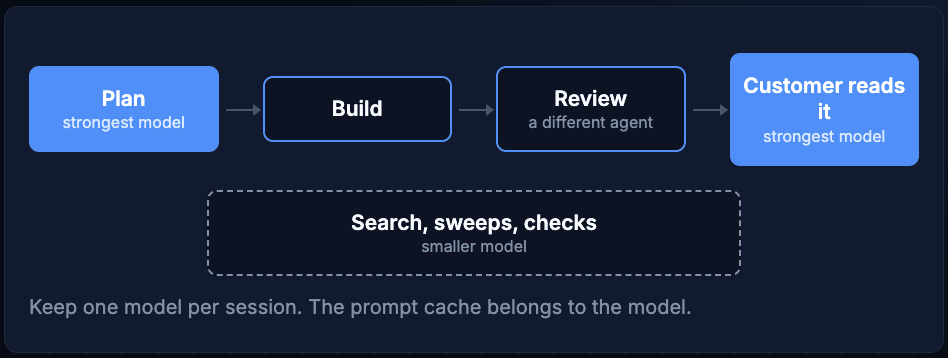 Plan
strongest model
Build
Review
a different agent
Customer reads
it
strongest model
Search, sweeps, checks
smaller model
Keep one model per session. The prompt cache belongs to the model.